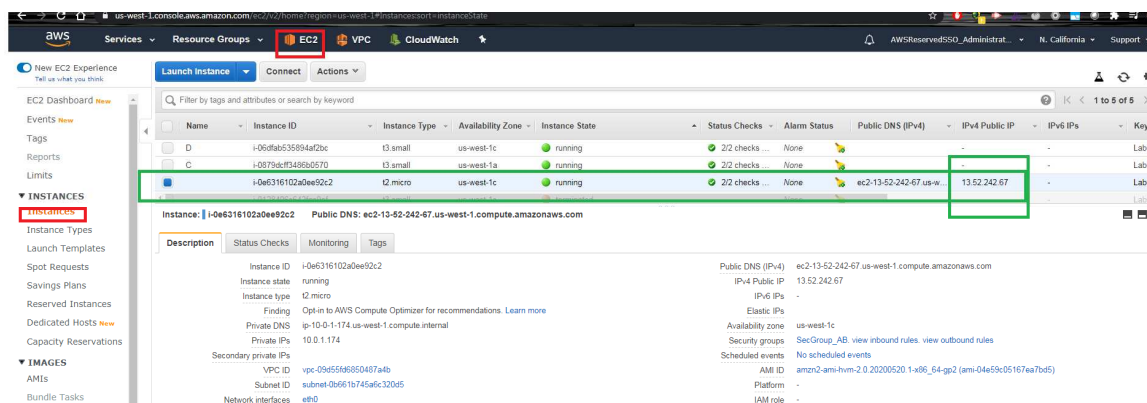 us-west-1.console.aws.amazon.com/ec2/v2/home?region=us-west-1#Instances:sort=instanceState
aws Services Resource Groups EC2 VPC CloudWatch AWSReservedSSO_Administrat... N. California Support
New EC2 Experience
Tell us what you think
Launch Instance Connect Actions
EC2 Dashboard New
Filter by tags and attributes or search by keyword
1 to 5 of 5
Events New
Tags
Reports
Limits
INSTANCES
Instances
Instance Types
Launch Templates
Spot Requests
Savings Plans
Reserved Instances
Dedicated Hosts New
Capacity Reservations
IMAGES
AMIs
Bundle Tasks
Name Instance ID Instance Type Availability Zone Instance State Status Checks Alarm Status Public DNS (IPv4) IPv4 Public IP IPv6 IPs Key
D i-06dfab535894af2bc t3.small us-west-1c running 2/2 checks ... None - - Lab
C i-0879dcff3486b0570 t3.small us-west-1a running 2/2 checks ... None - - Lab
i-0e6316102a0ee92c2 t2.micro us-west-1c running 2/2 checks ... None ec2-13-52-242-67.us-w... 13.52.242.67 - Lab
Instance: i-0e6316102a0ee92c2 Public DNS: ec2-13-52-242-67.us-west-1.compute.amazonaws.com
Description Status Checks Monitoring Tags
Instance ID i-0e6316102a0ee92c2
Instance state running
Instance type t2.micro
Finding Opt-in to AWS Compute Optimizer for recommendations. Learn more
Private DNS ip-10-0-1-174.us-west-1.compute.internal
Private IPs 10.0.1.174
Secondary private IPs
VPC ID vpc-09d55fd6850487a4b
Subnet ID subnet-0b661b745a6c320d5
Network interfaces eth0
Public DNS (IPv4) ec2-13-52-242-67.us-west-1.compute.amazonaws.com
IPv4 Public IP 13.52.242.67
IPv6 IPs -
Elastic IPs
Availability zone us-west-1c
Security groups SecGroup_AB. view inbound rules. view outbound rules
Scheduled events No scheduled events
AMI ID amzn2-ami-hvm-2.0.20200520.1-x86_64-gp2 (ami-04e59c05167ea7bd5)
Platform -
IAM role -